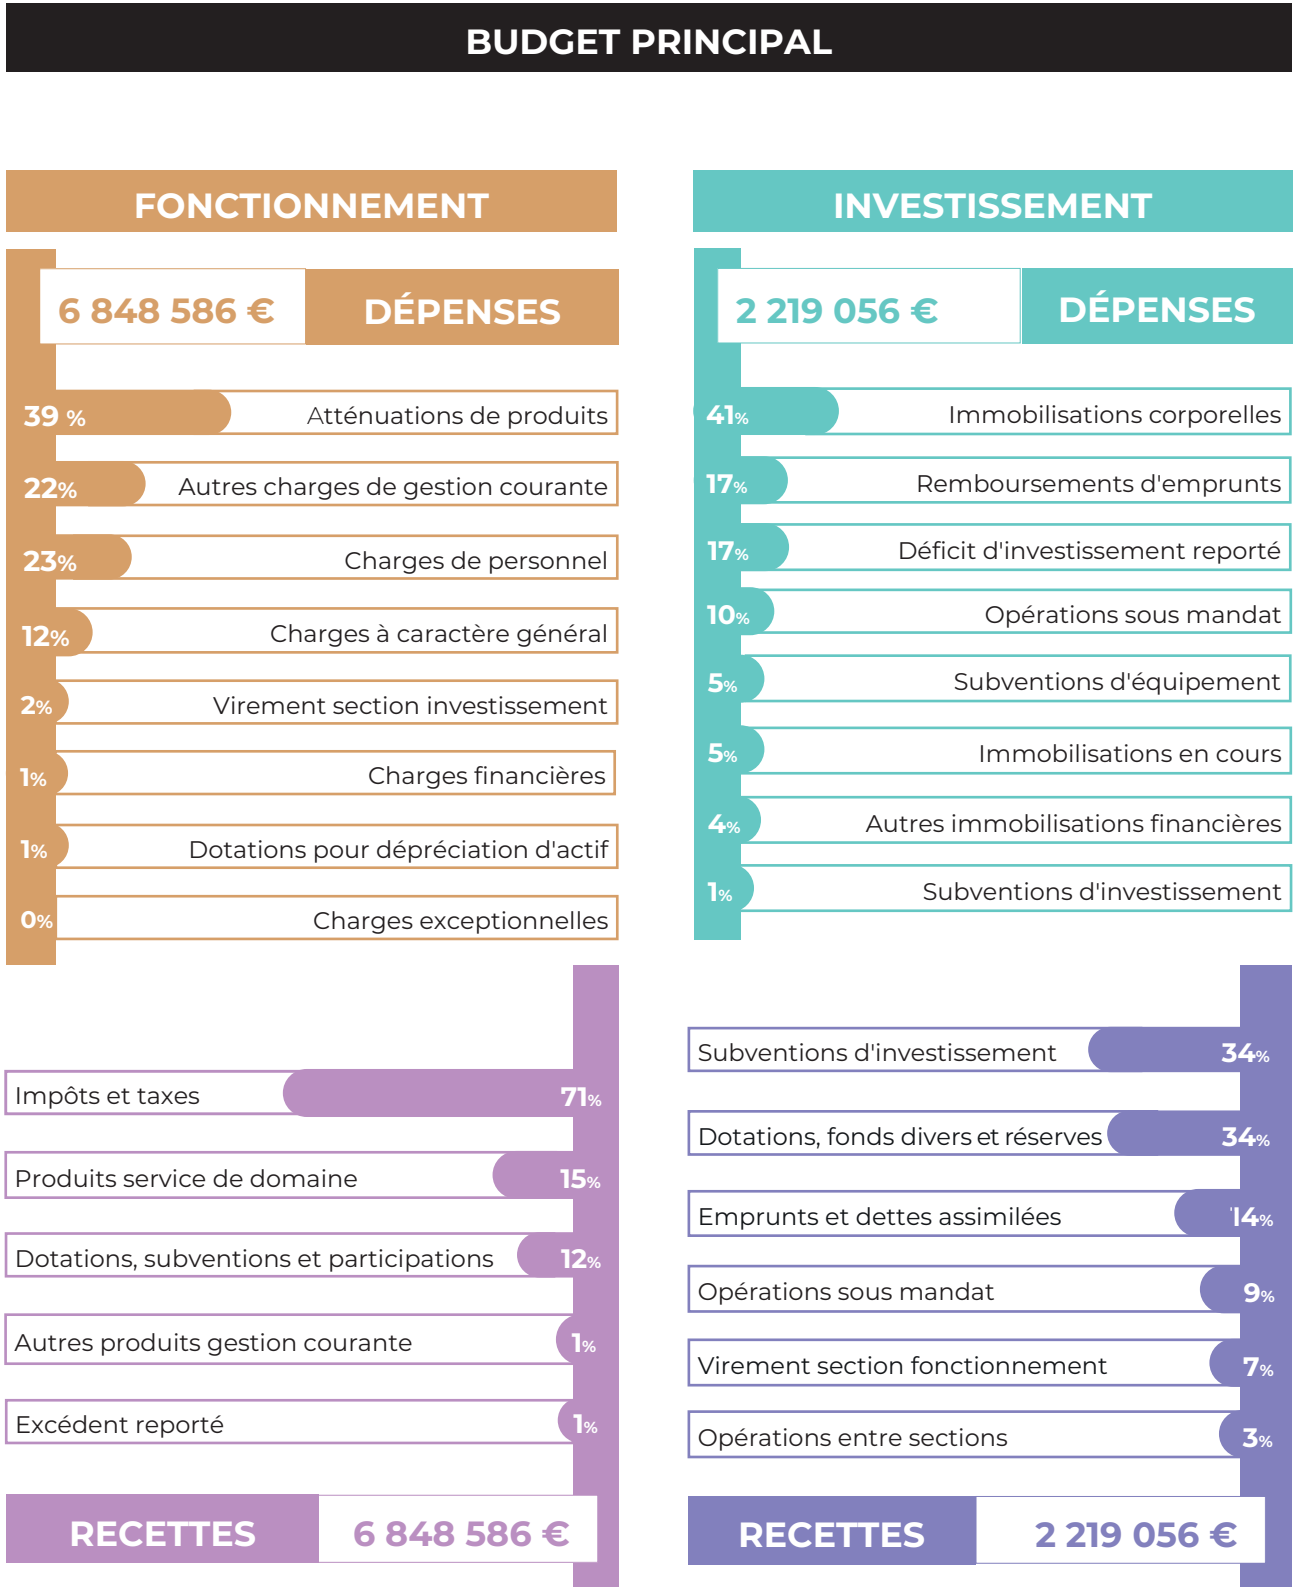 BUDGET PRINCIPAL
FONCTIONNEMENT
6 848 586 € DÉPENSES
39 % Atténuations de produits
22% Autres charges de gestion courante
23% Charges de personnel
12% Charges à caractère général
2% Virement section investissement
1% Charges financières
1% Dotations pour dépréciation d'actif
0% Charges exceptionnelles
Impôts et taxes 71%
Produits service de domaine 15%
Dotations, subventions et participations 12%
Autres produits gestion courante 1%
Excédent reporté 1%
RECETTES 6 848 586 €
INVESTISSEMENT
2 219 056 € DÉPENSES
41% Immobilisations corporelles
17% Remboursements d'emprunts
17% Déficit d'investissement reporté
10% Opérations sous mandat
5% Subventions d'équipement
5% Immobilisations en cours
4% Autres immobilisations financières
1% Subventions d'investissement
Subventions d'investissement 34%
Dotations, fonds divers et réserves 34%
Emprunts et dettes assimilées 14%
Opérations sous mandat 9%
Virement section fonctionnement 7%
Opérations entre sections 3%
RECETTES 2 219 056 €